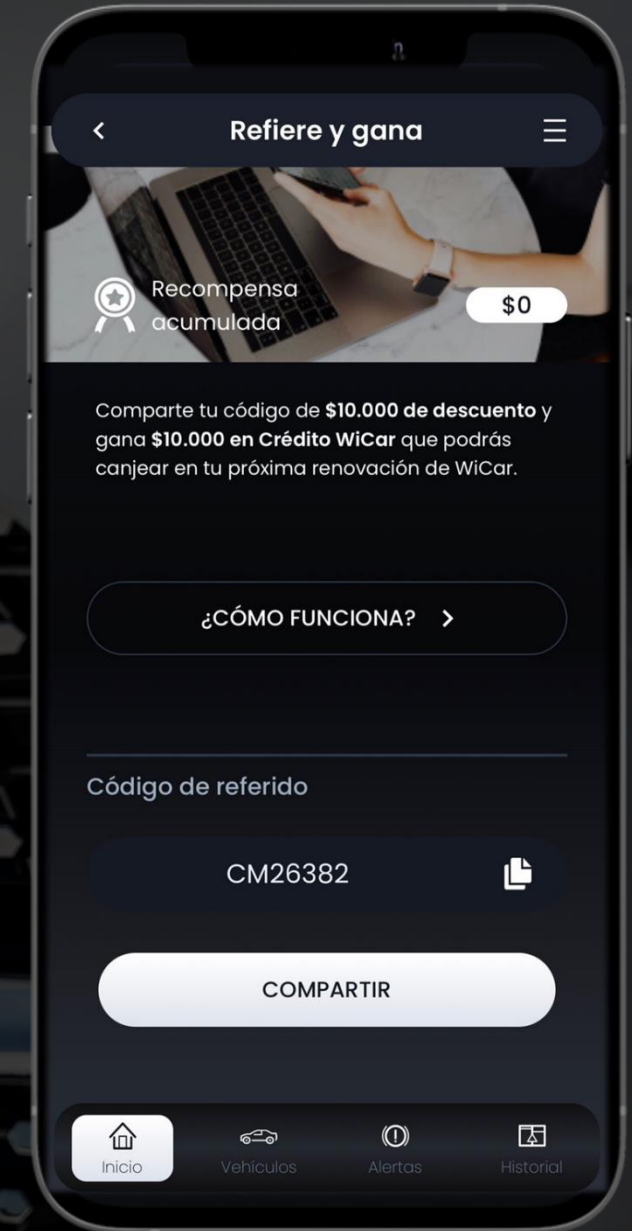 Refiere y gana
Recompensa
acumulada
$0
Comparte tu código de $10.000 de descuento y
gana $10.000 en Crédito WiCar que podrás
canjear en tu próxima renovación de WiCar.
¿CÓMO FUNCIONA?
Código de referido
CM26382
COMPARTIR
Inicio
Vehículos
Alertas
Historial